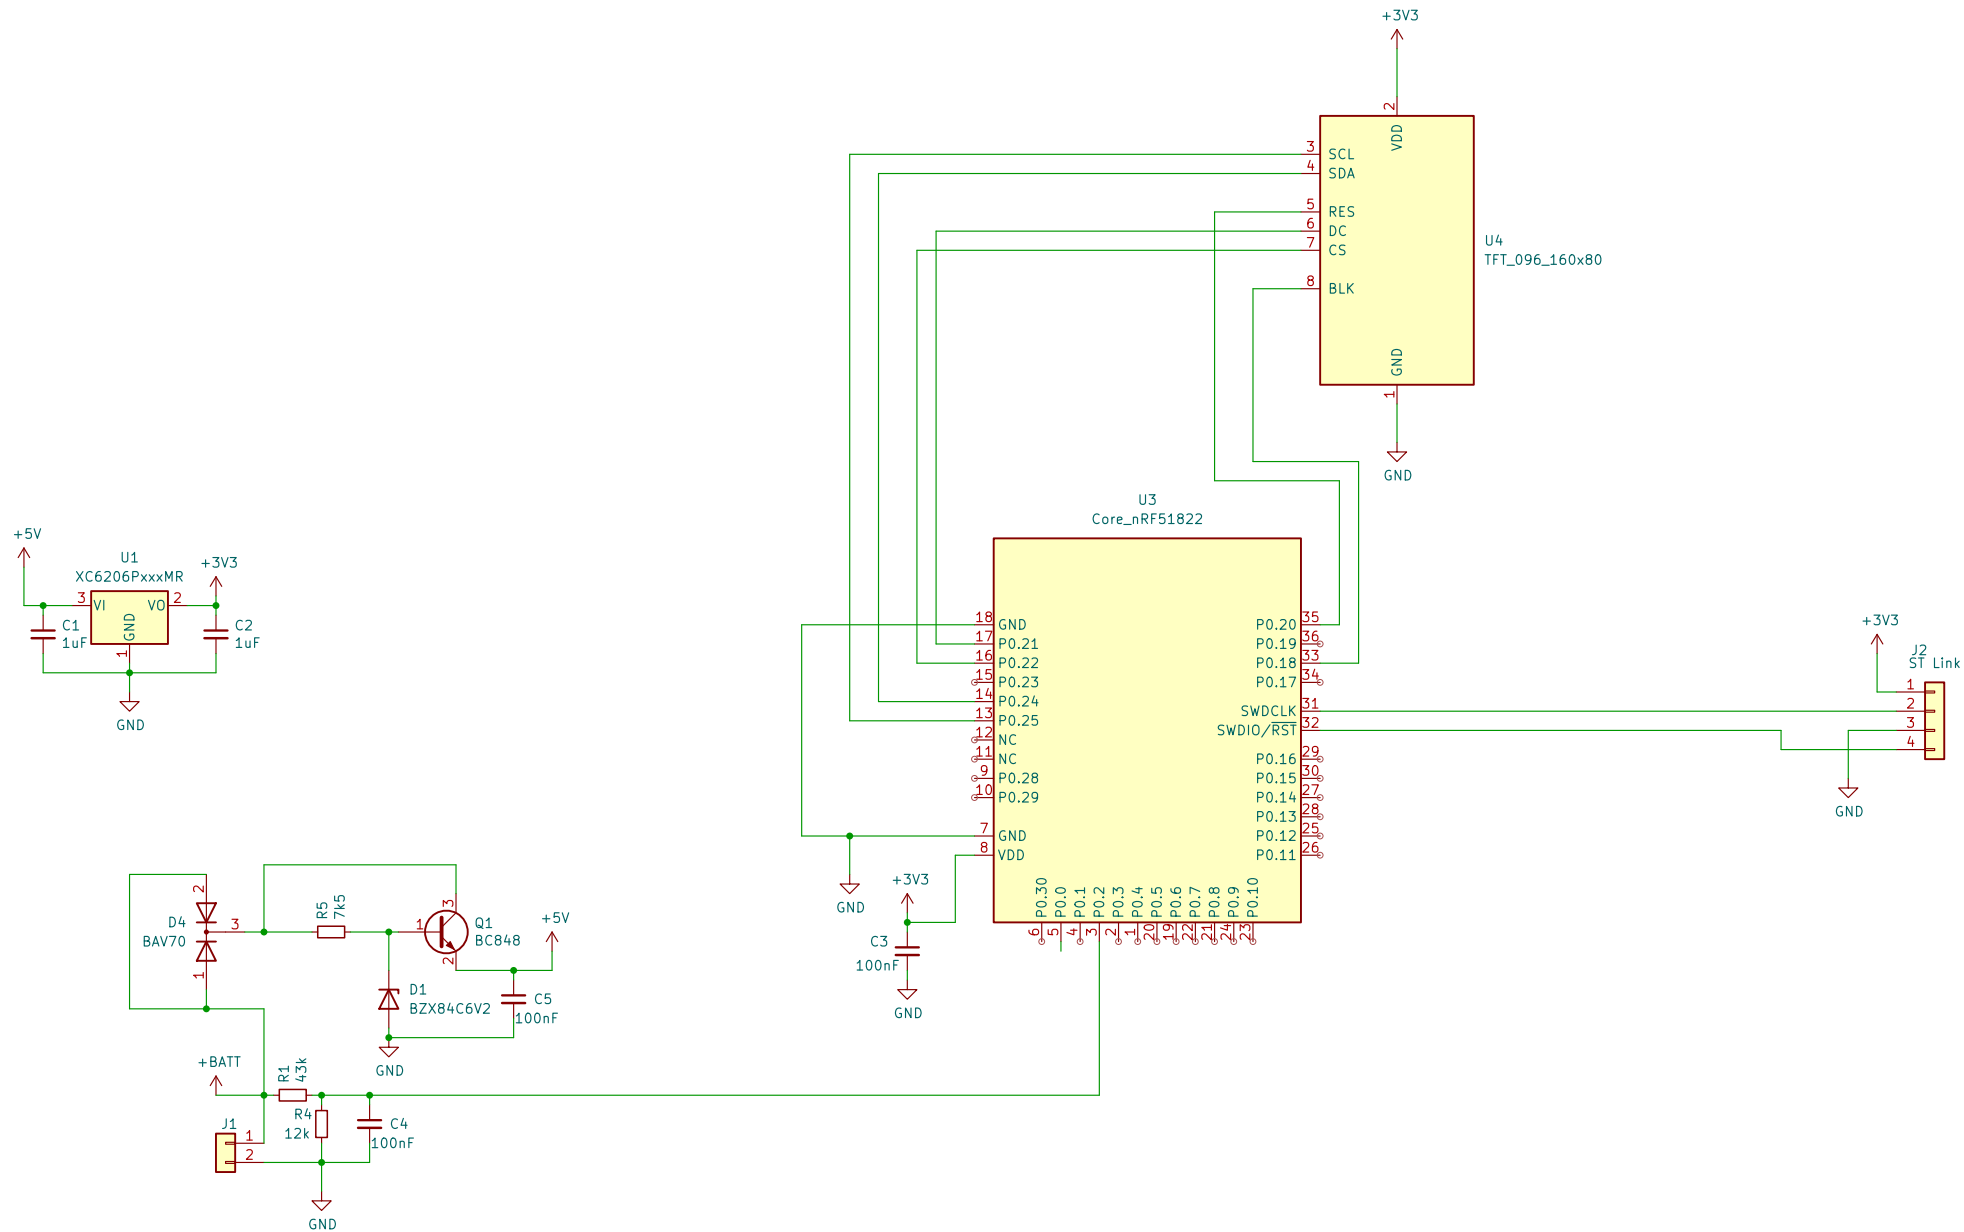 +3V3
2
VDD
3 SCL
4 SDA
5 RES
6 DC
7 CS
8 BLK
U4
TFT_096_160x80
GND
1
GND
U3
Core_nRF51822
18 GND
17 P0.21
16 P0.22
15 P0.23
14 P0.24
13 P0.25
12 NC
11 NC
9 P0.28
10 P0.29
7 GND
8 VDD
P0.20 35
P0.19 36
P0.18 33
P0.17 34
SWDCLK 31
SWDIO/RST 32
P0.16 29
P0.15 30
P0.14 27
P0.13 28
P0.12 25
P0.11 26
P0.30 6
P0.0 5
P0.1 4
P0.2 3
P0.3 2
P0.4 1
P0.5 20
P0.6 19
P0.7 22
P0.8 21
P0.9 24
P0.10 23
GND
+3V3
C3
100nF
GND
+3V3
J2
ST Link
1
2
3
4
GND
+5V
U1
XC6206PxxxMR
+3V3
3 VI
VO 2
GND
1
C1
1uF
C2
1uF
GND
2
D4
BAV70
3
1
R5
7k5
1
3
2
Q1
BC848
+5V
D1
BZX84C6V2
C5
100nF
GND
+BATT
R1
43k
R4
12k
C4
100nF
J1
1
2
GND